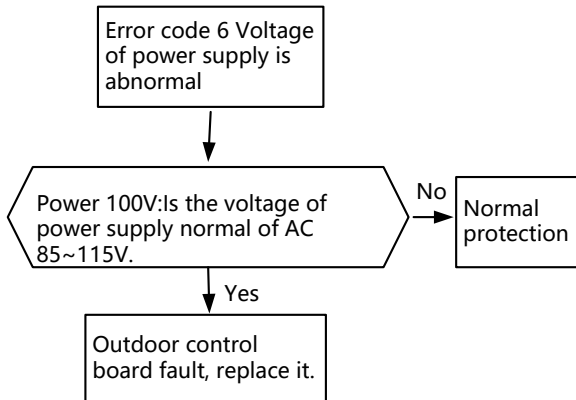 Error code 6 Voltage
of power supply is
abnormal
Power 100V:Is the voltage of
power supply normal of AC
85~115V.
No
Normal
protection
Yes
Outdoor control
board fault, replace it.